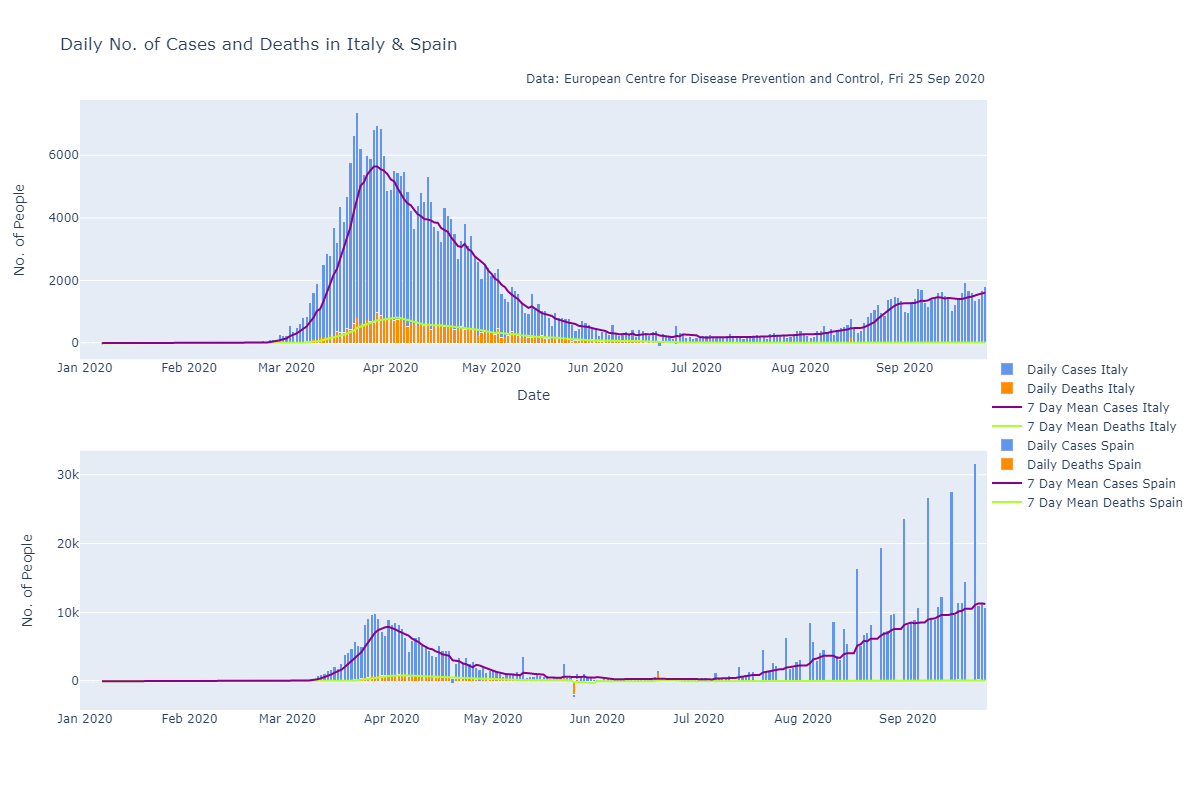 Daily No. of Cases and Deaths in Italy & Spain
Data: European Centre for Disease Prevention and Control, Fri 25 Sep 2020
No. of People
6000
4000
2000
0
Jan 2020 Feb 2020 Mar 2020 Apr 2020 May 2020 Jun 2020 Jul 2020 Aug 2020 Sep 2020
Date
Daily Cases Italy
Daily Deaths Italy
7 Day Mean Cases Italy
7 Day Mean Deaths Italy
Daily Cases Spain
Daily Deaths Spain
7 Day Mean Cases Spain
7 Day Mean Deaths Spain
No. of People
30k
20k
10k
0
Jan 2020 Feb 2020 Mar 2020 Apr 2020 May 2020 Jun 2020 Jul 2020 Aug 2020 Sep 2020